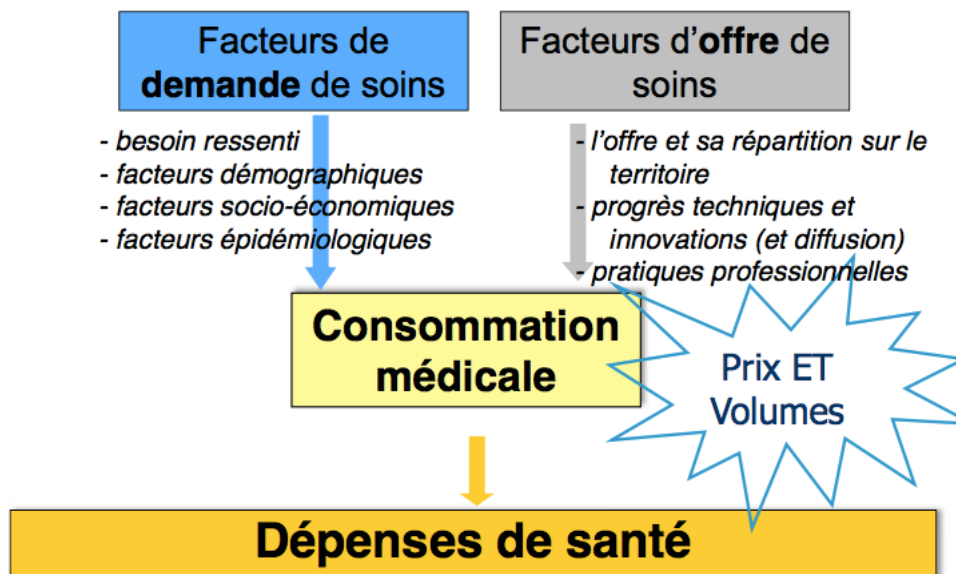 Facteurs de
demande de soins
Facteurs d'offre de
soins
- besoin ressenti
- facteurs démographiques
- facteurs socio-économiques
- facteurs épidémiologiques
- l'offre et sa répartition sur le
territoire
- progrès techniques et
innovations (et diffusion)
- pratiques professionnelles
Consommation
médicale
Prix ET
Volumes
Dépenses de santé